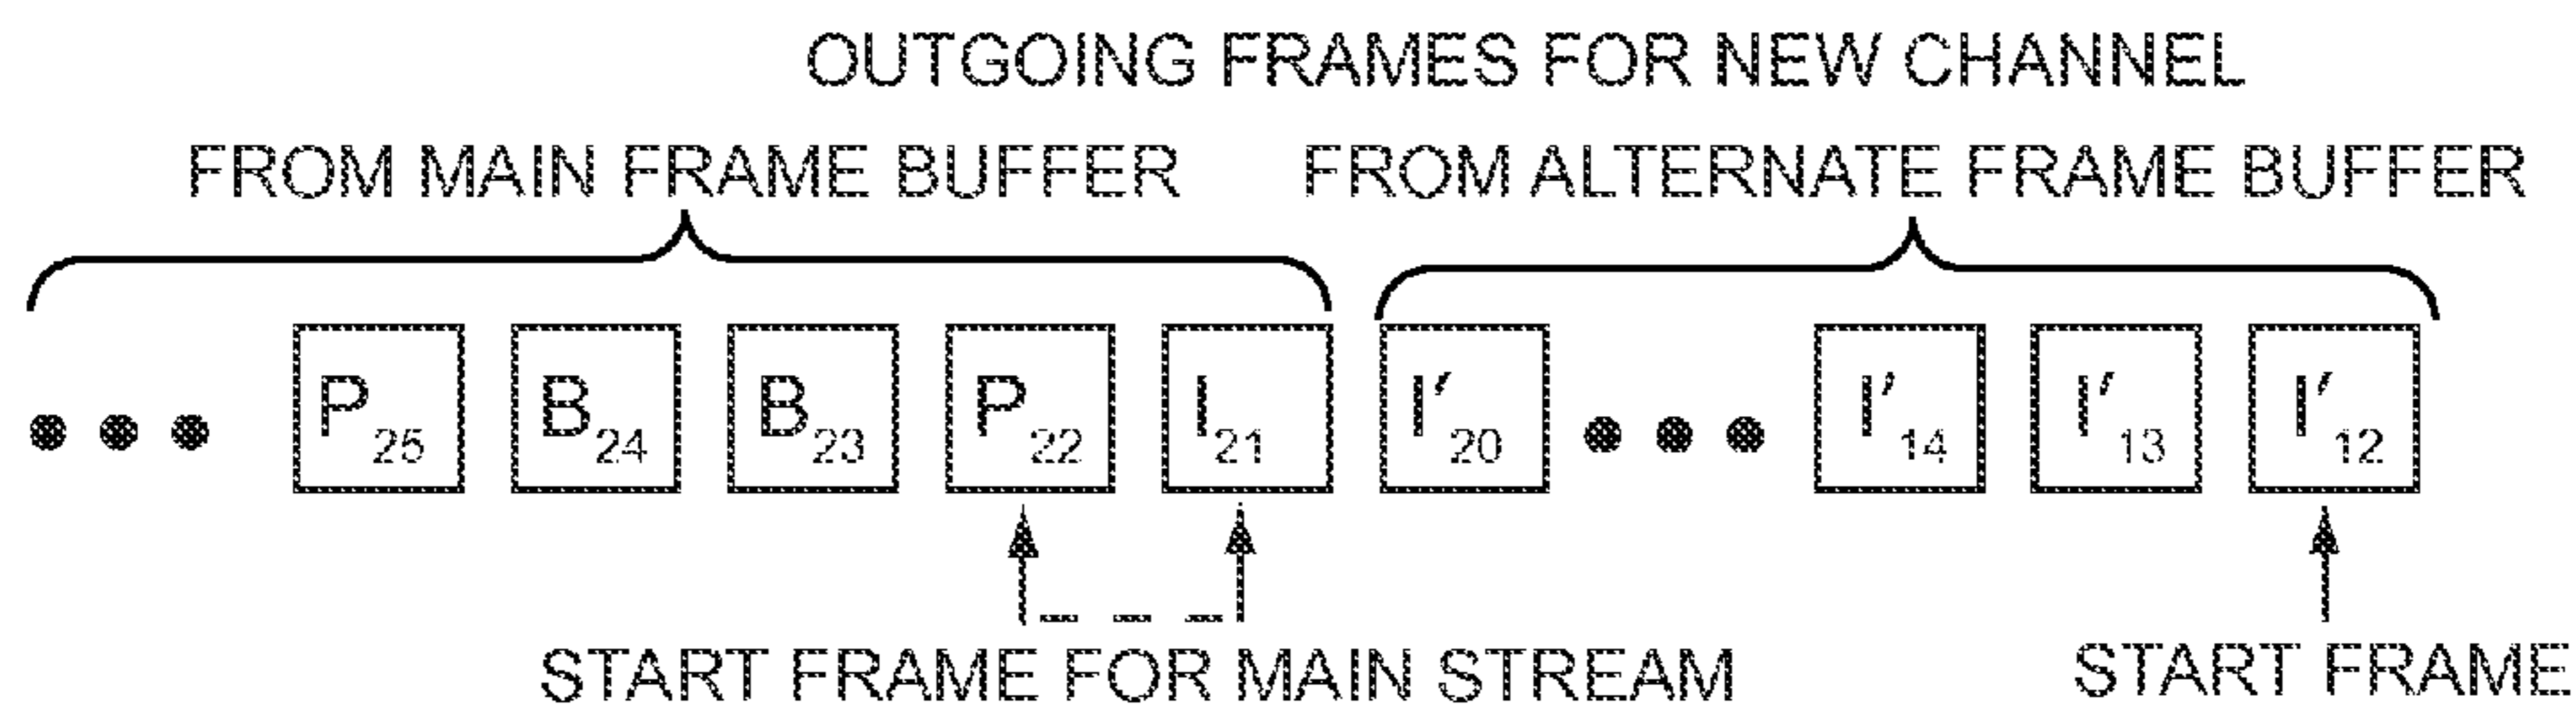 OUTGOING FRAMES FOR NEW CHANNEL
FROM MAIN FRAME BUFFER FROM ALTERNATE FRAME BUFFER
P25 B24 B23 P22 I21 I'20 I'14 I'13 I'12
START FRAME FOR MAIN STREAM START FRAME